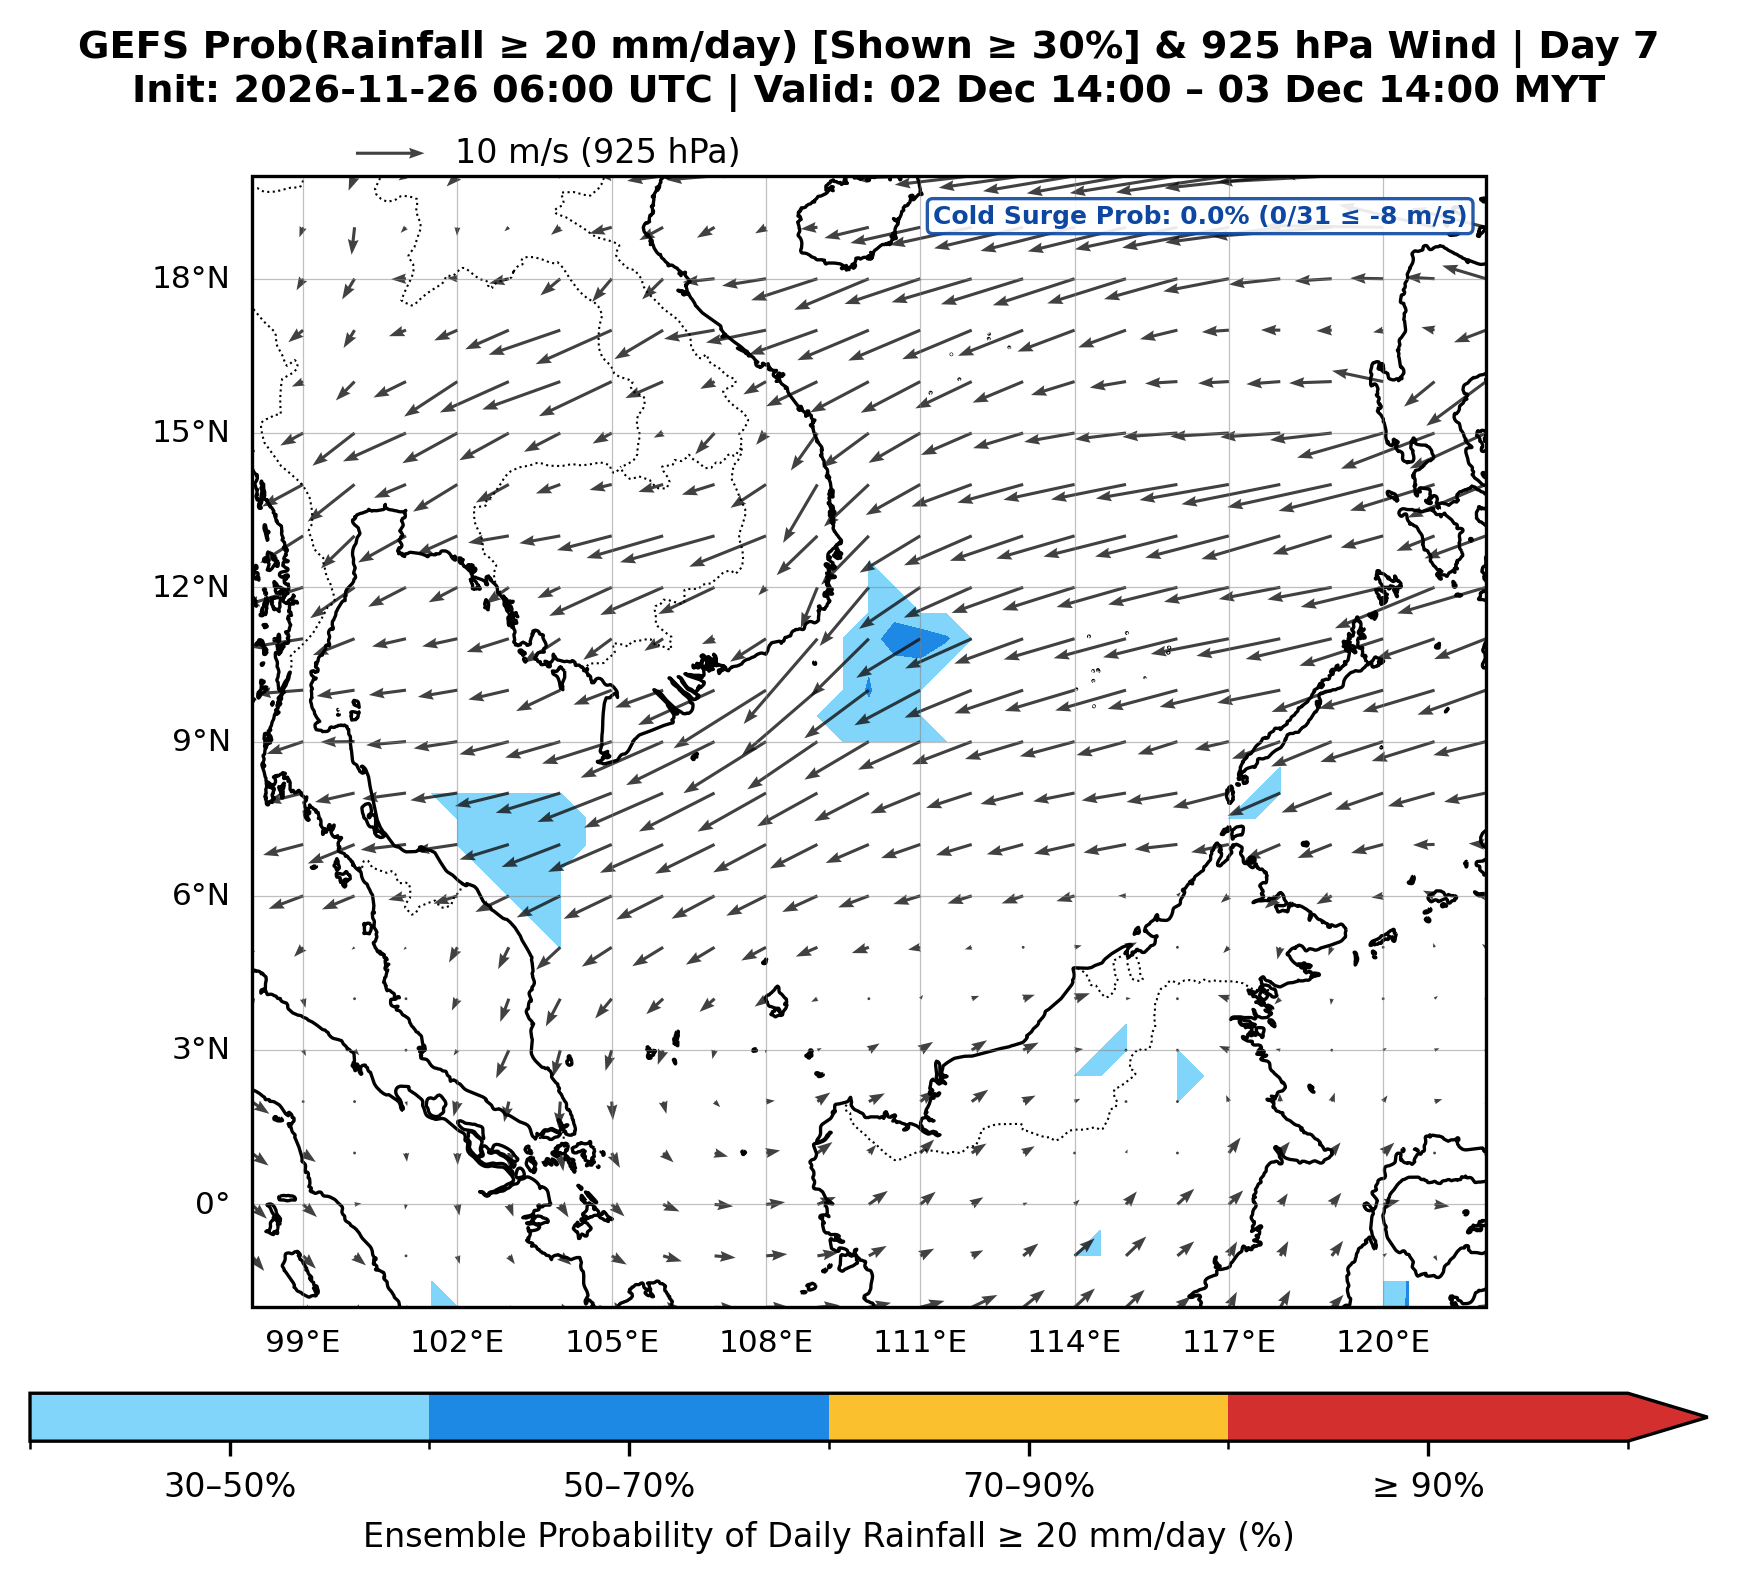 GEFS Prob(Rainfall ≥ 20 mm/day) [Shown ≥ 30%] & 925 hPa Wind | Day 7
Init: 2026-11-26 06:00 UTC | Valid: 02 Dec 14:00 – 03 Dec 14:00 MYT
10 m/s (925 hPa)
Cold Surge Prob: 0.0% (0/31 ≤ -8 m/s)
18°N
15°N
12°N
9°N
6°N
3°N
0°
99°E 102°E 105°E 108°E 111°E 114°E 117°E 120°E
30–50% 50–70% 70–90% ≥ 90%
Ensemble Probability of Daily Rainfall ≥ 20 mm/day (%)